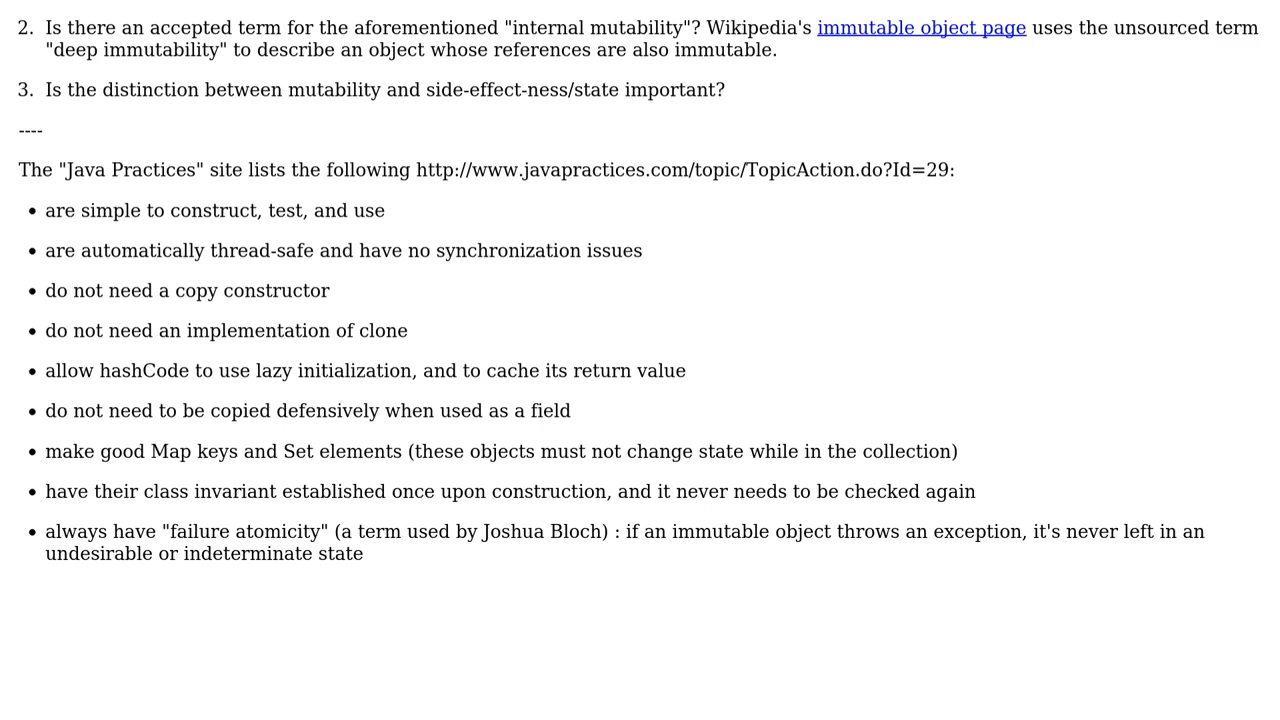 2. Is there an accepted term for the aforementioned "internal mutability"? Wikipedia's immutable object page uses the unsourced term
"deep immutability" to describe an object whose references are also immutable.
3. Is the distinction between mutability and side-effect-ness/state important?
----
The "Java Practices" site lists the following http://www.javapractices.com/topic/TopicAction.do?Id=29:
• are simple to construct, test, and use
• are automatically thread-safe and have no synchronization issues
• do not need a copy constructor
• do not need an implementation of clone
• allow hashCode to use lazy initialization, and to cache its return value
• do not need to be copied defensively when used as a field
• make good Map keys and Set elements (these objects must not change state while in the collection)
• have their class invariant established once upon construction, and it never needs to be checked again
• always have "failure atomicity" (a term used by Joshua Bloch) : if an immutable object throws an exception, it's never left in an
undesirable or indeterminate state